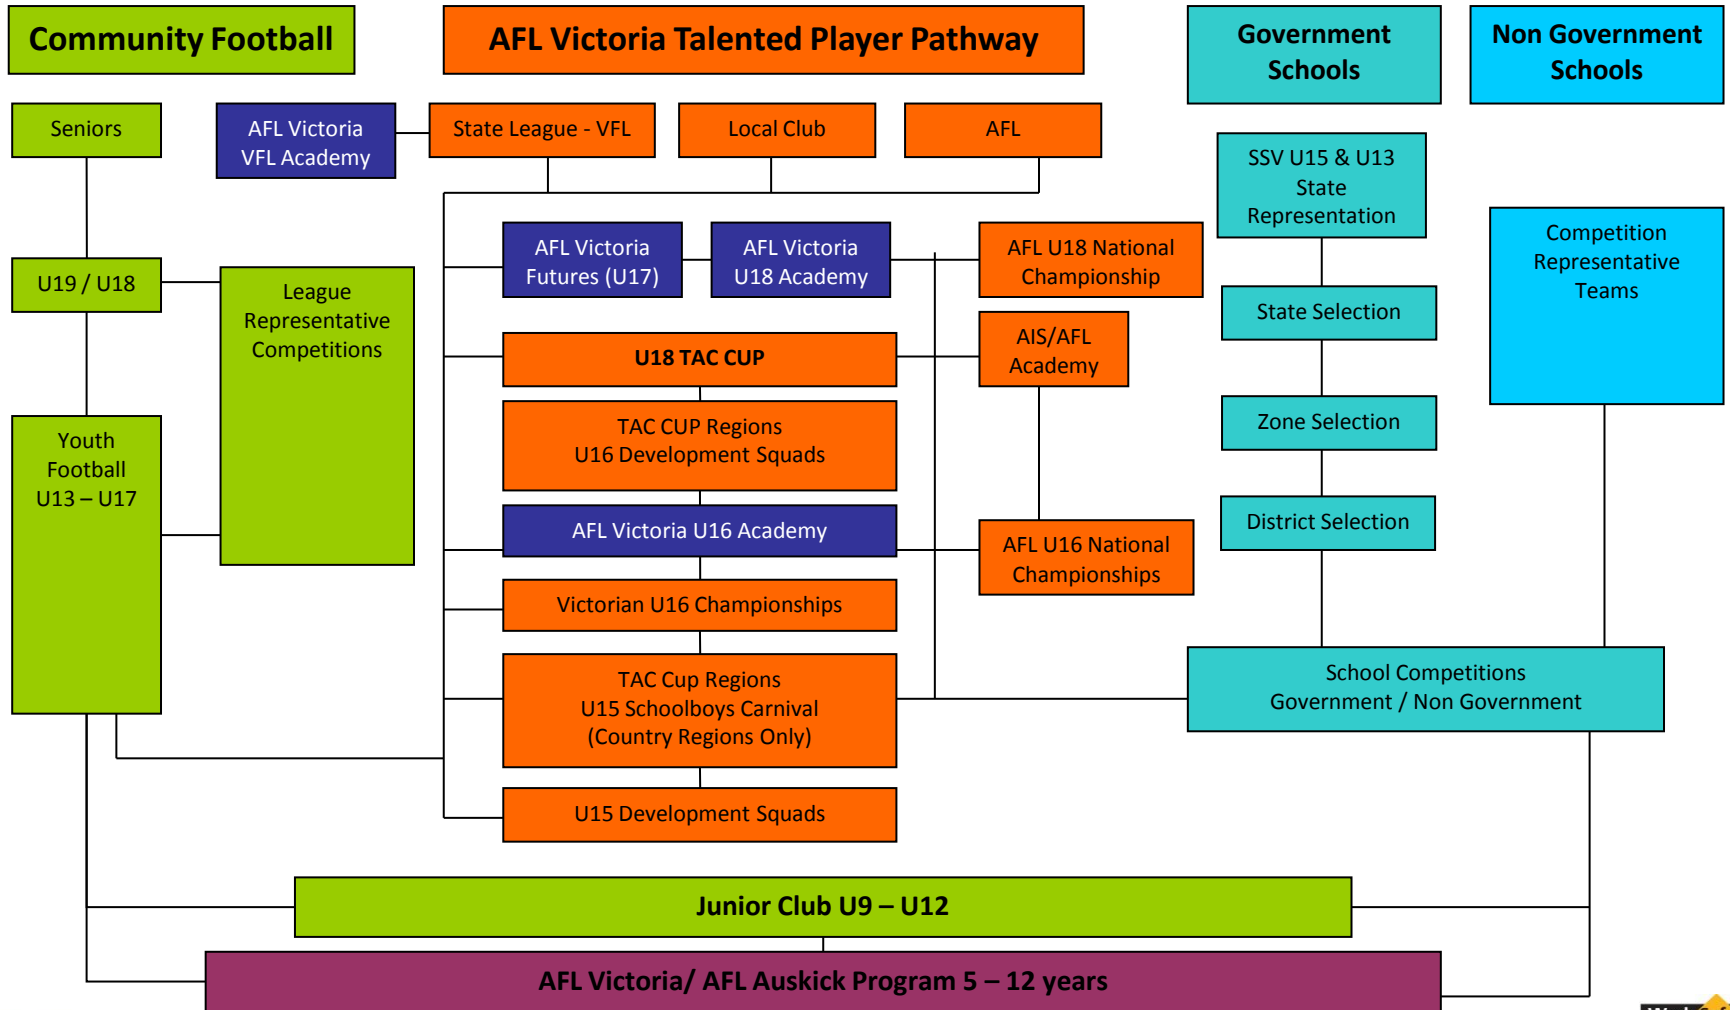 Community Football
AFL Victoria Talented Player Pathway
Government
Schools
Non Government
Schools
Seniors
AFL Victoria
VFL Academy
State League - VFL
Local Club
AFL
SSV U15 & U13
State
Representation
Competition
Representative
Teams
AFL Victoria
Futures (U17)
AFL Victoria
U18 Academy
AFL U18 National
Championship
U19 / U18
League
Representative
Competitions
State Selection
U18 TAC CUP
AIS/AFL
Academy
TAC CUP Regions
U16 Development Squads
Zone Selection
Youth
Football
U13 – U17
AFL Victoria U16 Academy
AFL U16 National
Championships
District Selection
Victorian U16 Championships
TAC Cup Regions
U15 Schoolboys Carnival
(Country Regions Only)
School Competitions
Government / Non Government
U15 Development Squads
Junior Club U9 – U12
AFL Victoria/ AFL Auskick Program 5 – 12 years